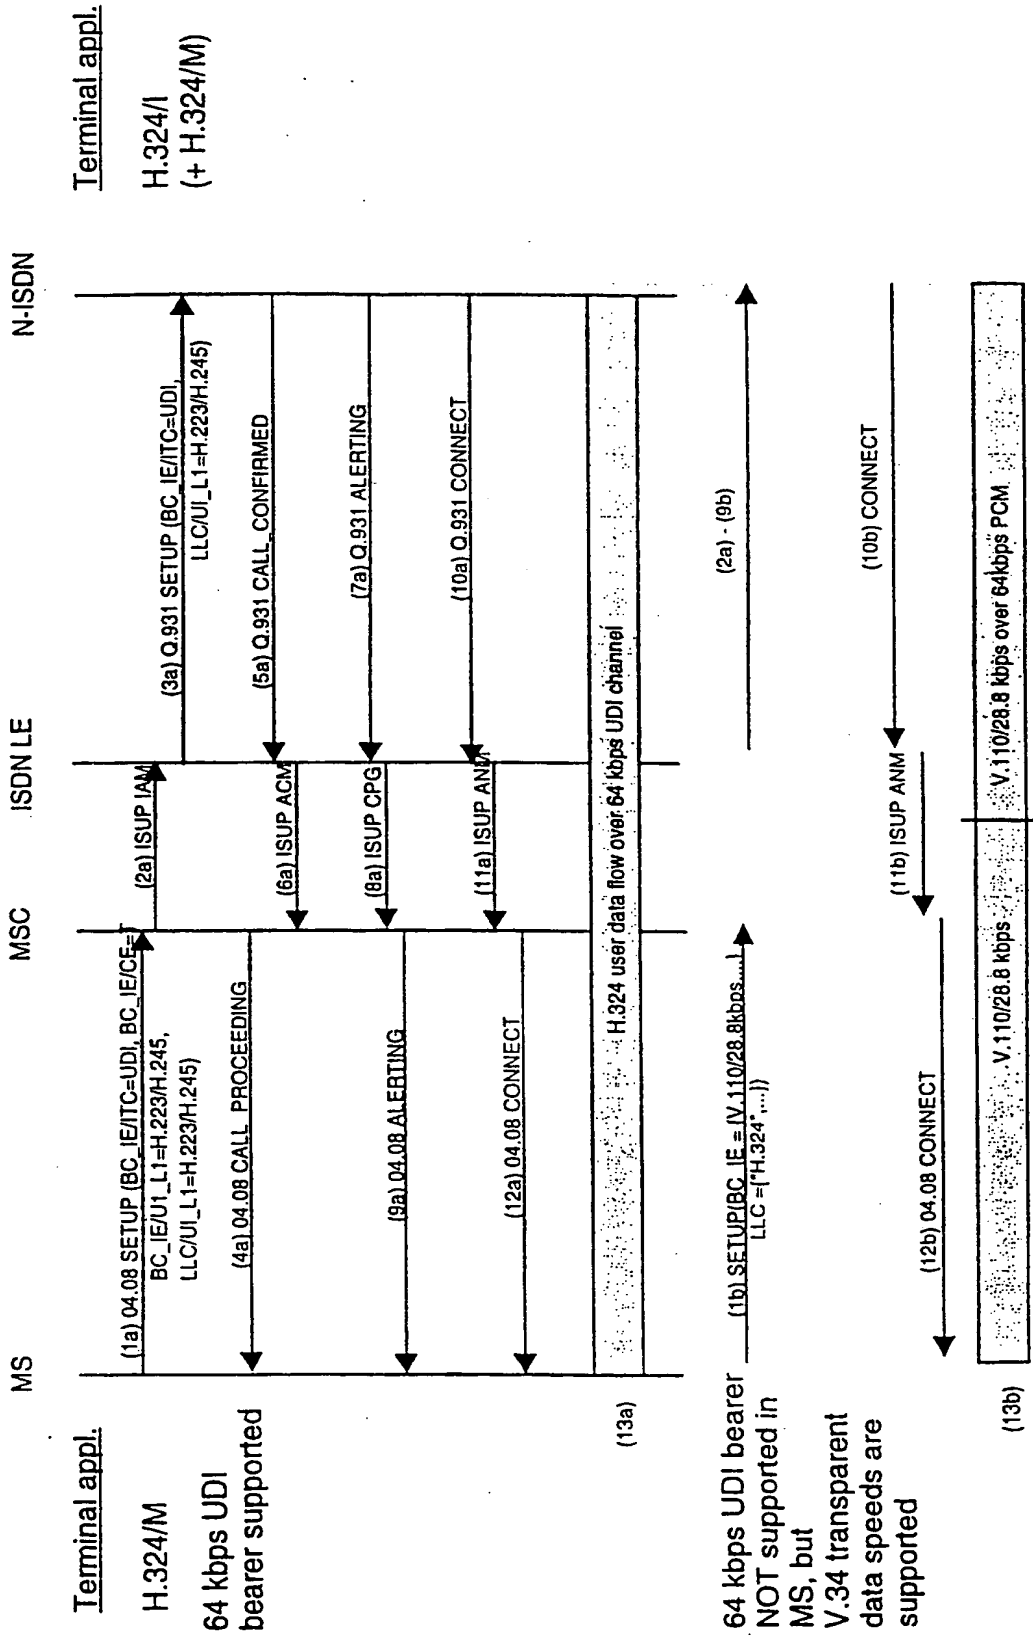 Terminal appl.
H.324/M
64 kbps UDI
bearer supported
MS
MSC
ISDN LE
N-ISDN
Terminal appl.
H.324/I
(+ H.324/M)
(1a) 04.08 SETUP (BC_IE/ITC=UDI, BC_IE/CE=T
BC_IE/U1_L1=H.223/H.245,
LLC/UI_L1=H.223/H.245)
(2a) ISUP IAM
(3a) Q.931 SETUP (BC_IE/ITC=UDI,
LLC/UI_L1=H.223/H.245)
(4a) 04.08 CALL PROCEEDING
(5a) Q.931 CALL_CONFIRMED
(6a) ISUP ACM
(7a) Q.931 ALERTING
(8a) ISUP CPG
(9a) 04.08 ALERTING
(10a) Q.931 CONNECT
(11a) ISUP ANM
(12a) 04.08 CONNECT
(13a)
H.324 user data flow over 64 kbps UDI channel
64 kbps UDI bearer
NOT supported in
MS, but
V.34 transparent
data speeds are
supported
(1b) SETUP(BC_IE = {V.110/28.8kbps...}
LLC ={"H.324",...})
(2a) - (9b)
(10b) CONNECT
(11b) ISUP ANM
(12b) 04.08 CONNECT
(13b)
V.110/28.8 kbps
V.110/28.8 kbps over 64kbps PCM